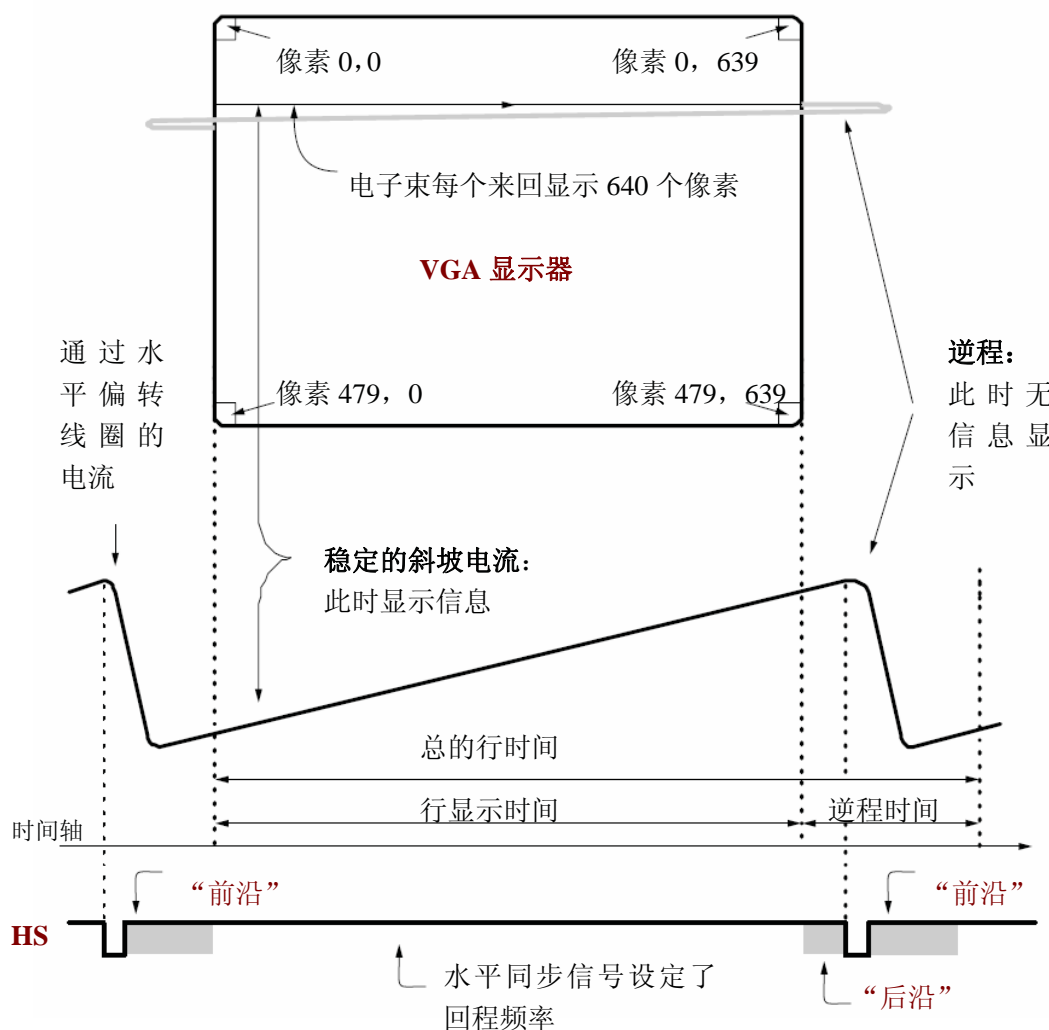 像素 0,0
像素 0，639
电子束每个来回显示 640 个像素
VGA 显示器
通过水
平偏转
线圈的
电流
逆程：
此时无
信息显
示
像素 479，0
像素 479，639
稳定的斜坡电流：
此时显示信息
总的行时间
行显示时间
逆程时间
时间轴
“前沿”
“前沿”
HS
水平同步信号设定了
回程频率
“后沿”